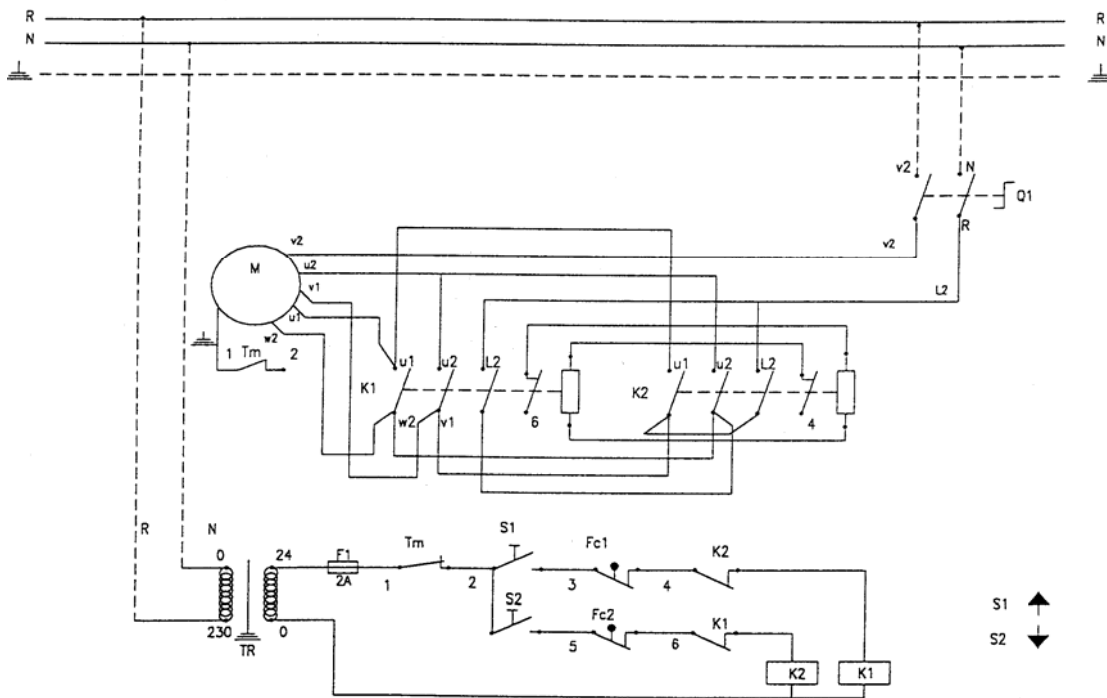 R R
N N
v2 N
Q1
v2 R
v2
M u2
v1
L2
u1
w2
1 Tm 2
u1 u2 L2 u1 u2 L2
K1 K2
w2 v1 6 4
R N
S1
0 24 F1 Tm Fc1 K2
2A 1 2 3 4
S2 Fc2 K1
S1
230 0 5 6
S2
TR
K2 K1